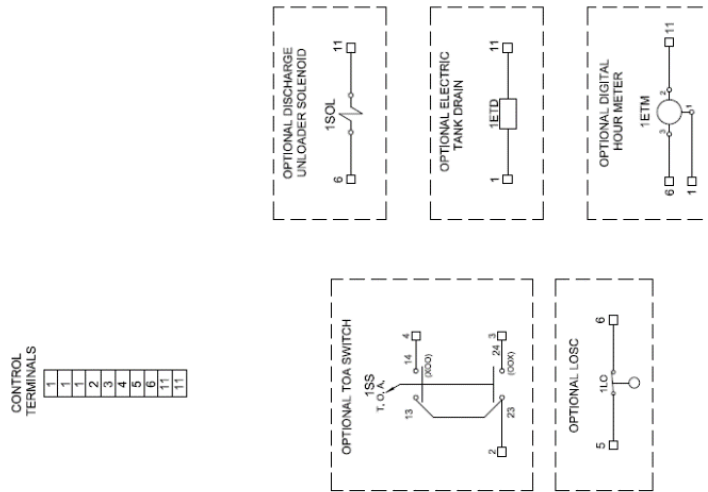 CONTROL
TERMINALS
1
1
1
2
3
4
5
6
11
11
OPTIONAL TOA SWITCH
1SS
T, O, A,
13 14 4
(XOO)
2 23 24 3
(OOX)
OPTIONAL LOSC
5 1LO 6
OPTIONAL DISCHARGE
UNLOADER SOLENOID
1SOL
6 11
OPTIONAL ELECTRIC
TANK DRAIN
1 1ETD 11
OPTIONAL DIGITAL
HOUR METER
1ETM
6 3 2 11
1 1